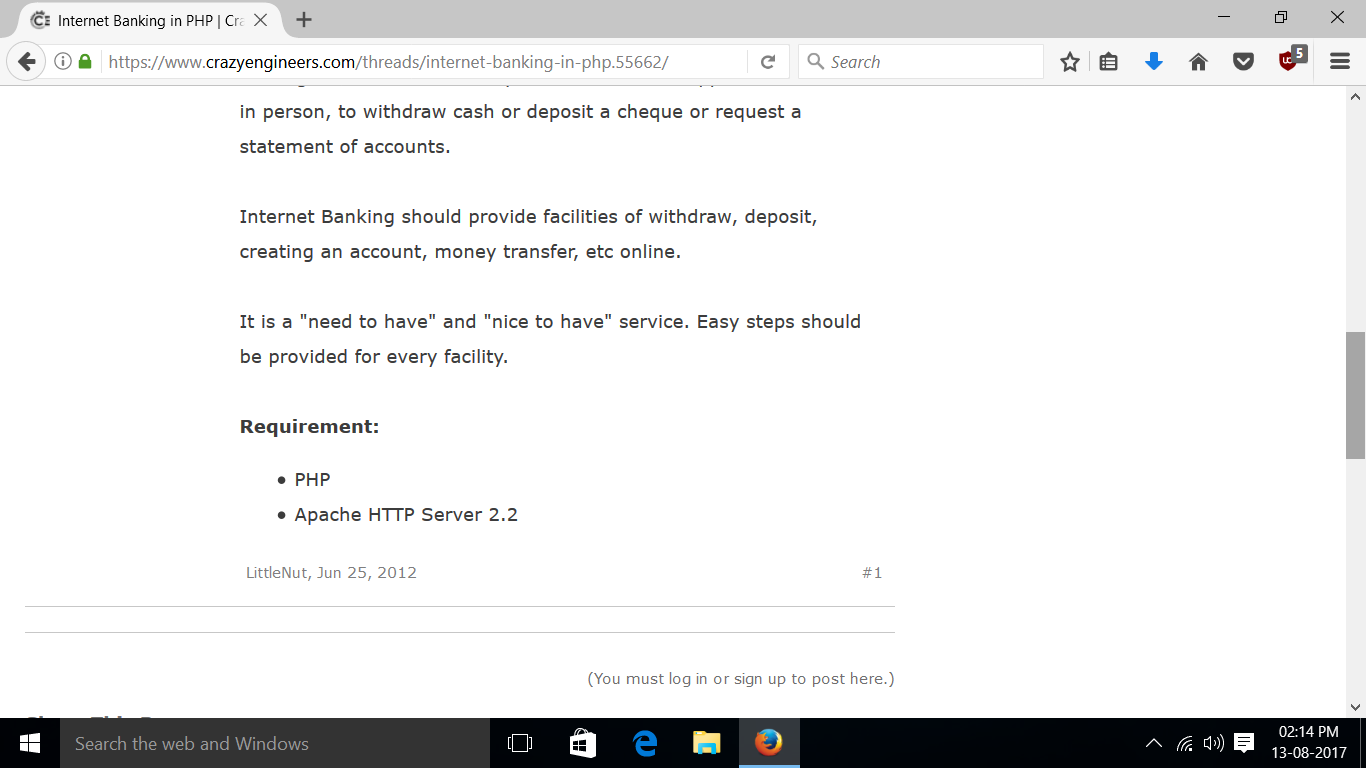 Internet Banking in PHP | Cra
https://www.crazyengineers.com/threads/internet-banking-in-php.55662/
Search
5
in person, to withdraw cash or deposit a cheque or request a
statement of accounts.
Internet Banking should provide facilities of withdraw, deposit,
creating an account, money transfer, etc online.
It is a "need to have" and "nice to have" service. Easy steps should
be provided for every facility.
Requirement:
• PHP
• Apache HTTP Server 2.2
LittleNut, Jun 25, 2012 #1
(You must log in or sign up to post here.)
Search the web and Windows
02:14 PM
13-08-2017